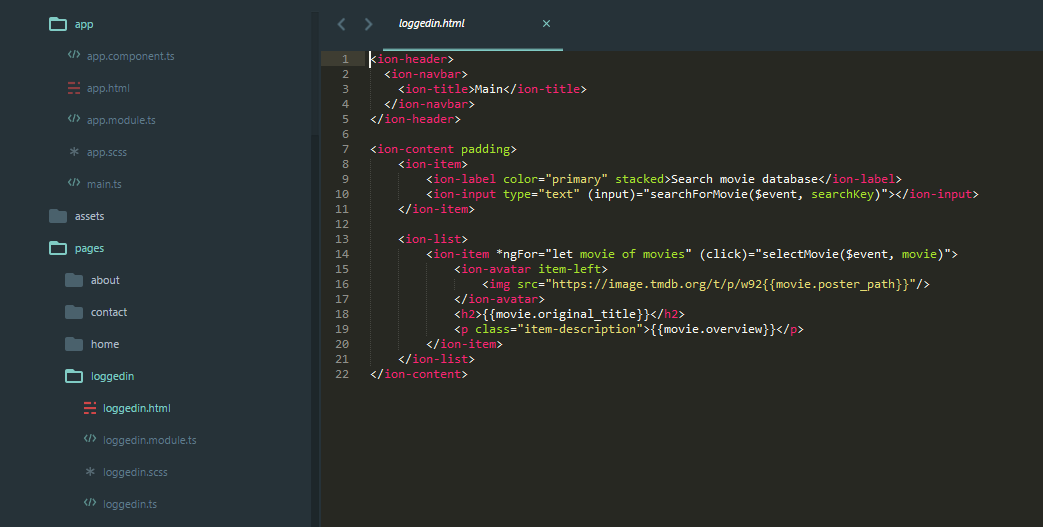 app
app.component.ts
app.html
app.module.ts
app.scss
main.ts
assets
pages
about
contact
home
loggedin
loggedin.html
loggedin.module.ts
loggedin.scss
loggedin.ts
loggedin.html ×
1 <ion-header>
2   <ion-navbar>
3     <ion-title>Main</ion-title>
4   </ion-navbar>
5 </ion-header>
6
7 <ion-content padding>
8     <ion-item>
9         <ion-label color="primary" stacked>Search movie database</ion-label>
10         <ion-input type="text" (input)="searchForMovie($event, searchKey)"></ion-input>
11     </ion-item>
12
13     <ion-list>
14         <ion-item *ngFor="let movie of movies" (click)="selectMovie($event, movie)">
15             <ion-avatar item-left>
16                 <img src="https://image.tmdb.org/t/p/w92{{movie.poster_path}}"/>
17             </ion-avatar>
18             <h2>{{movie.original_title}}</h2>
19             <p class="item-description">{{movie.overview}}</p>
20         </ion-item>
21     </ion-list>
22 </ion-content>